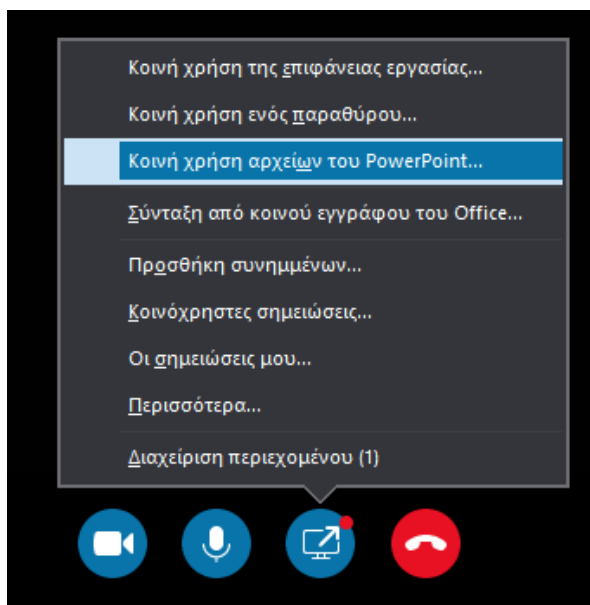 Κοινή χρήση της επιφάνειας εργασίας...
Κοινή χρήση ενός παραθύρου...
Κοινή χρήση αρχείων του PowerPoint...
Σύνταξη από κοινού εγγράφου του Office...
Προσθήκη συνημμένων...
Κοινόχρηστες σημειώσεις...
Οι σημειώσεις μου...
Περισσότερα...
Διαχείριση περιεχομένου (1)